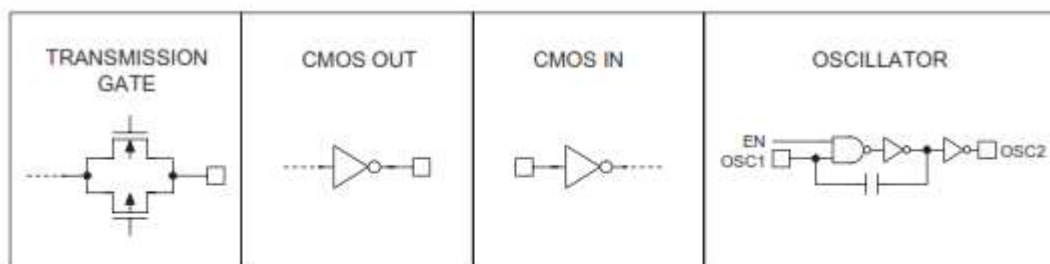 TRANSMISSION
GATE
CMOS OUT
CMOS IN
OSCILLATOR
EN
OSC1
OSC2